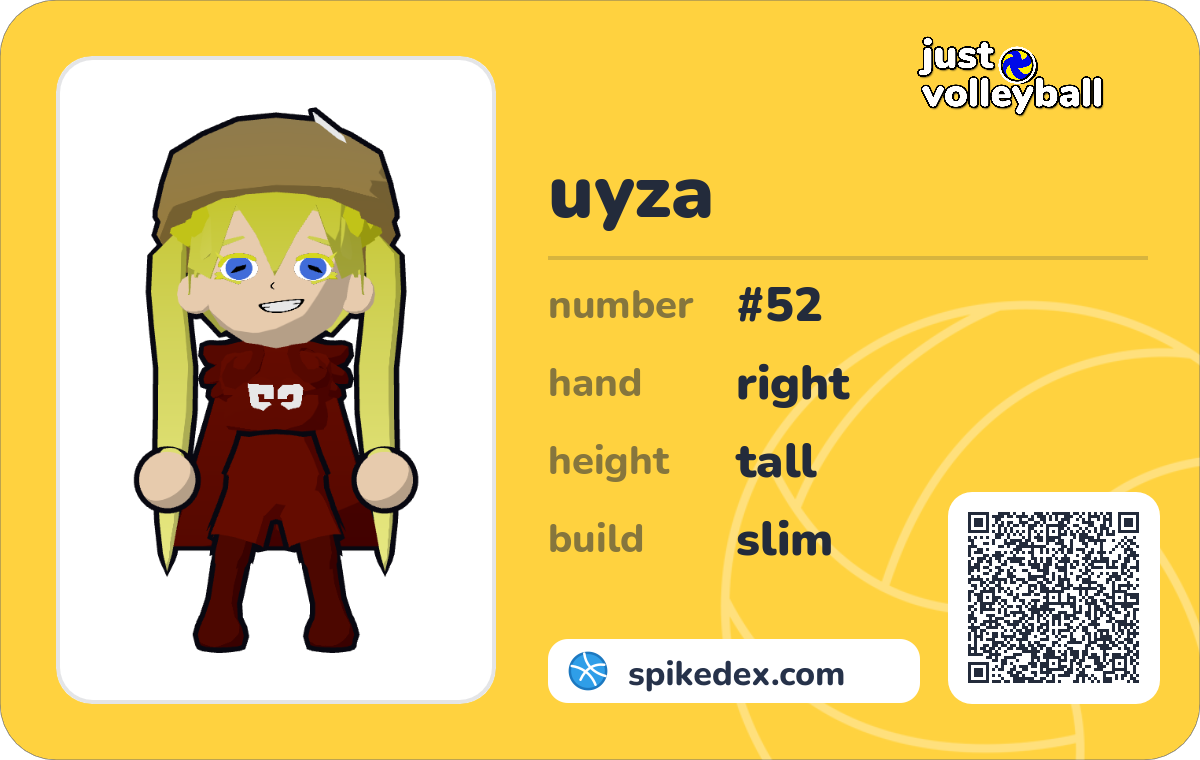 just
volleyball
uyza
number #52
hand right
height tall
build slim
spikedex.com